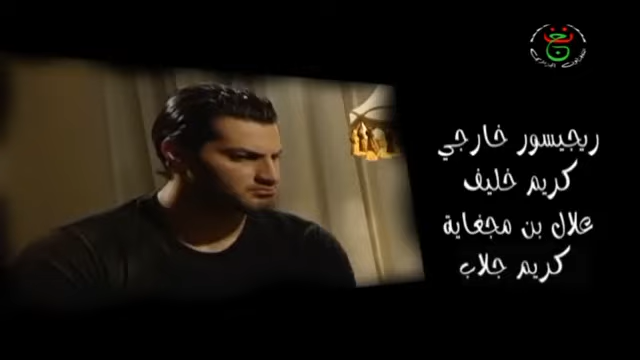 ريجيسور خارجي
كريم خليف
علال بن مجغاية
كريم جلاب